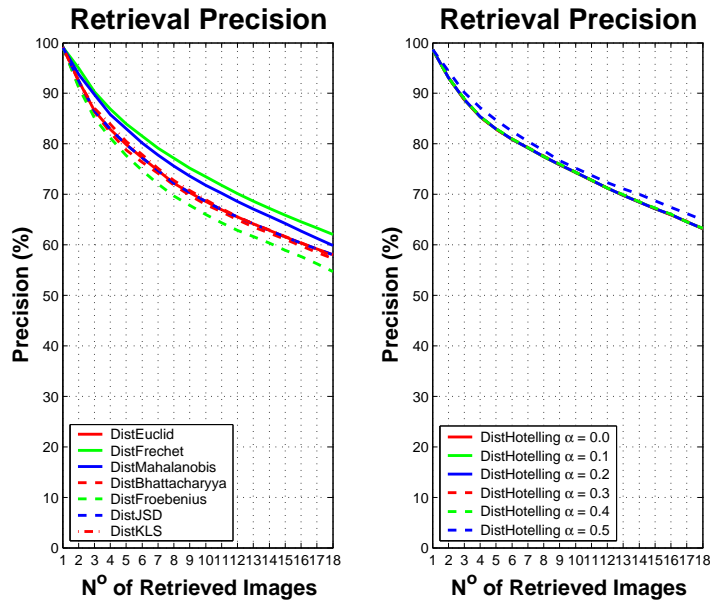 Retrieval Precision
100
90
80
70
60
50
40
30
20
10
0
Precision (%)
DistEuclid
DistFrechet
DistMahalanobis
DistBhattacharyya
DistFroebenius
DistJSD
DistKLS
1 2 3 4 5 6 7 8 9 10 11 12 13 14 15 16 17 18
Nº of Retrieved Images
Retrieval Precision
100
90
80
70
60
50
40
30
20
10
0
Precision (%)
DistHotelling α = 0.0
DistHotelling α = 0.1
DistHotelling α = 0.2
DistHotelling α = 0.3
DistHotelling α = 0.4
DistHotelling α = 0.5
1 2 3 4 5 6 7 8 9 10 11 12 13 14 15 16 17 18
Nº of Retrieved Images